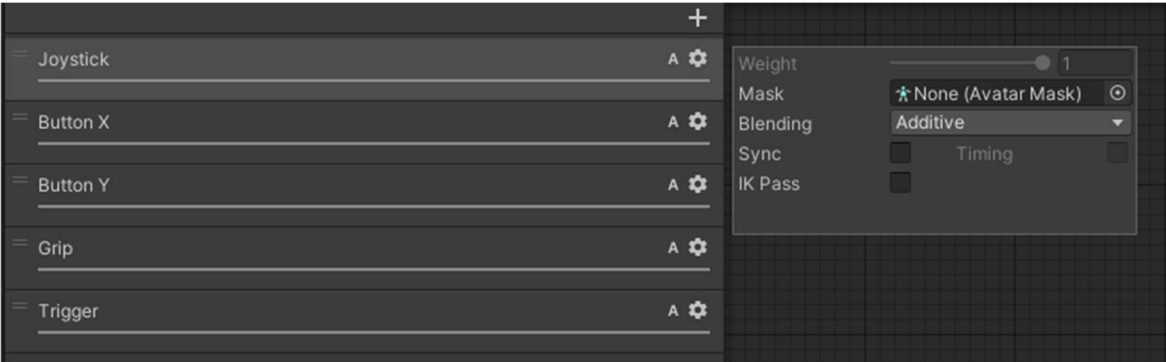 Joystick A
Button X A
Button Y A
Grip A
Trigger A
Weight 1
Mask None (Avatar Mask)
Blending Additive
Sync Timing
IK Pass